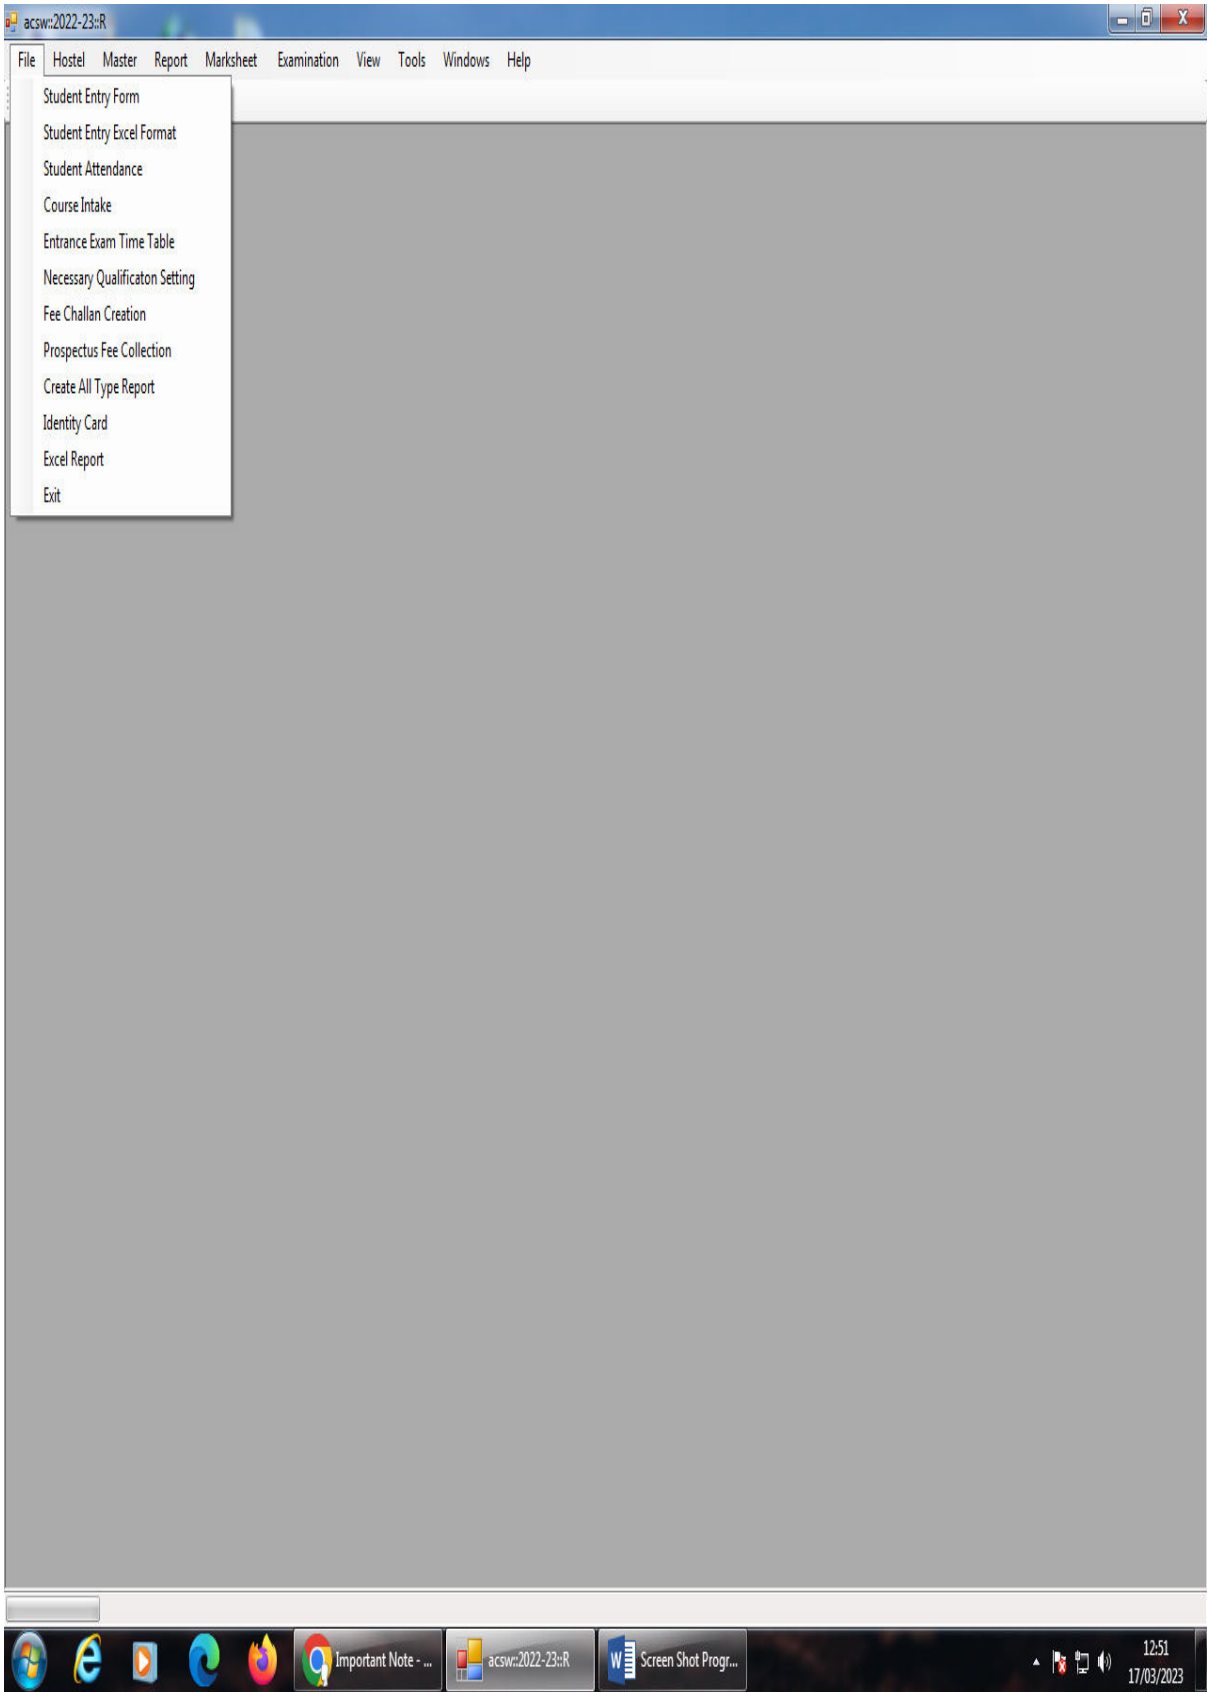 acsw::2022-23::R
File Hostel Master Report Marksheet Examination View Tools Windows Help
Student Entry Form
Student Entry Excel Format
Student Attendance
Course Intake
Entrance Exam Time Table
Necessary Qualificaton Setting
Fee Challan Creation
Prospectus Fee Collection
Create All Type Report
Identity Card
Excel Report
Exit
Important Note - ... acsw::2022-23::R Screen Shot Progr...
12:51
17/03/2023